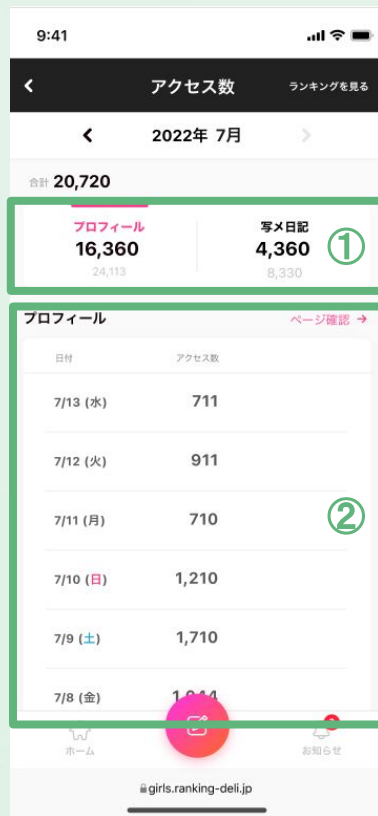 9:41
アクセス数 ランキングを見る
2022年 7月
合計 20,720
プロフィール 写メ日記
16,360 4,360 ①
24,113 8,330
プロフィール ページ確認 →
日付 アクセス数
7/13 (水) 711
7/12 (火) 911
7/11 (月) 710 ②
7/10 (日) 1,210
7/9 (土) 1,710
7/8 (金)
ホーム お知らせ
girls.ranking-deli.jp